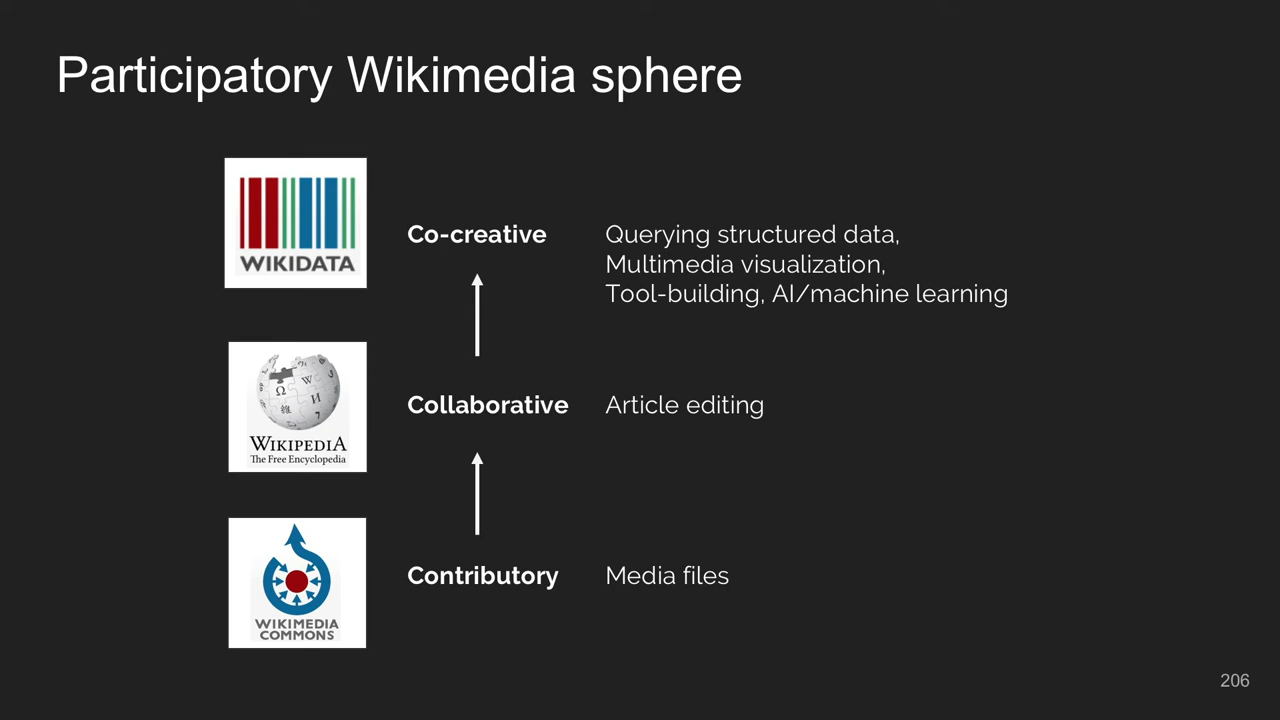 Participatory Wikimedia sphere
WIKIDATA
Co-creative
Querying structured data,
Multimedia visualization,
Tool-building, AI/machine learning
WIKIPEDIA
The Free Encyclopedia
Collaborative
Article editing
WIKIMEDIA
COMMONS
Contributory
Media files
206